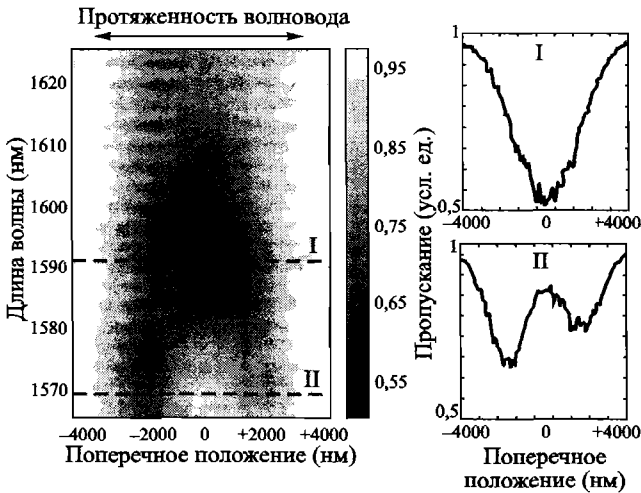 Протяженность волновода
Длина волны (нм)
1620
1610
1600
1590
1580
1570
I
II
−4000 −2000 0 +2000 +4000
Поперечное положение (нм)
0,95
0,85
0,75
0,65
0,55
Пропускание (усл. ед.)
1
I
0,5
−4000 0 +4000
1
II
0,5
−4000 0 +4000
Поперечное
положение (нм)